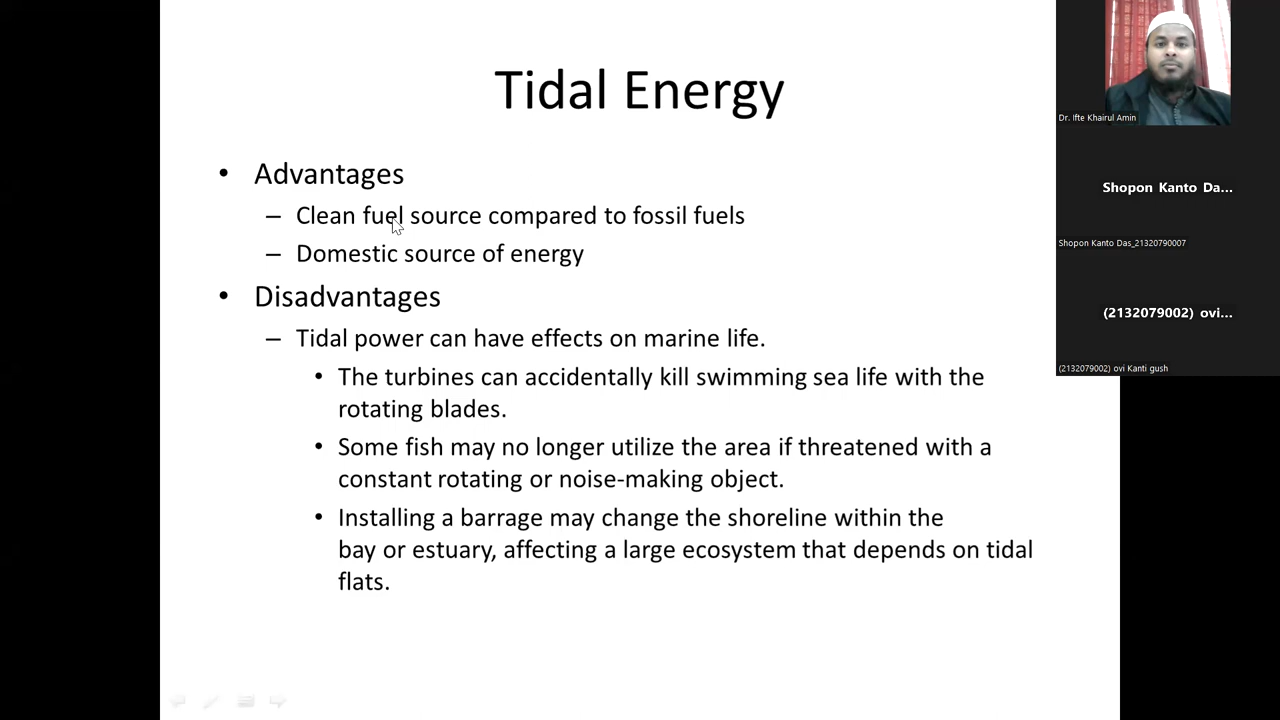 Tidal Energy
• Advantages
– Clean fuel source compared to fossil fuels
– Domestic source of energy
• Disadvantages
– Tidal power can have effects on marine life.
• The turbines can accidentally kill swimming sea life with the
rotating blades.
• Some fish may no longer utilize the area if threatened with a
constant rotating or noise-making object.
• Installing a barrage may change the shoreline within the
bay or estuary, affecting a large ecosystem that depends on tidal
flats.
Dr. Ifte Khairul Amin
Shopon Kanto Da...
Shopon Kanto Das_21320790007
(2132079002) ovi...
(2132079002) ovi Kanti gush